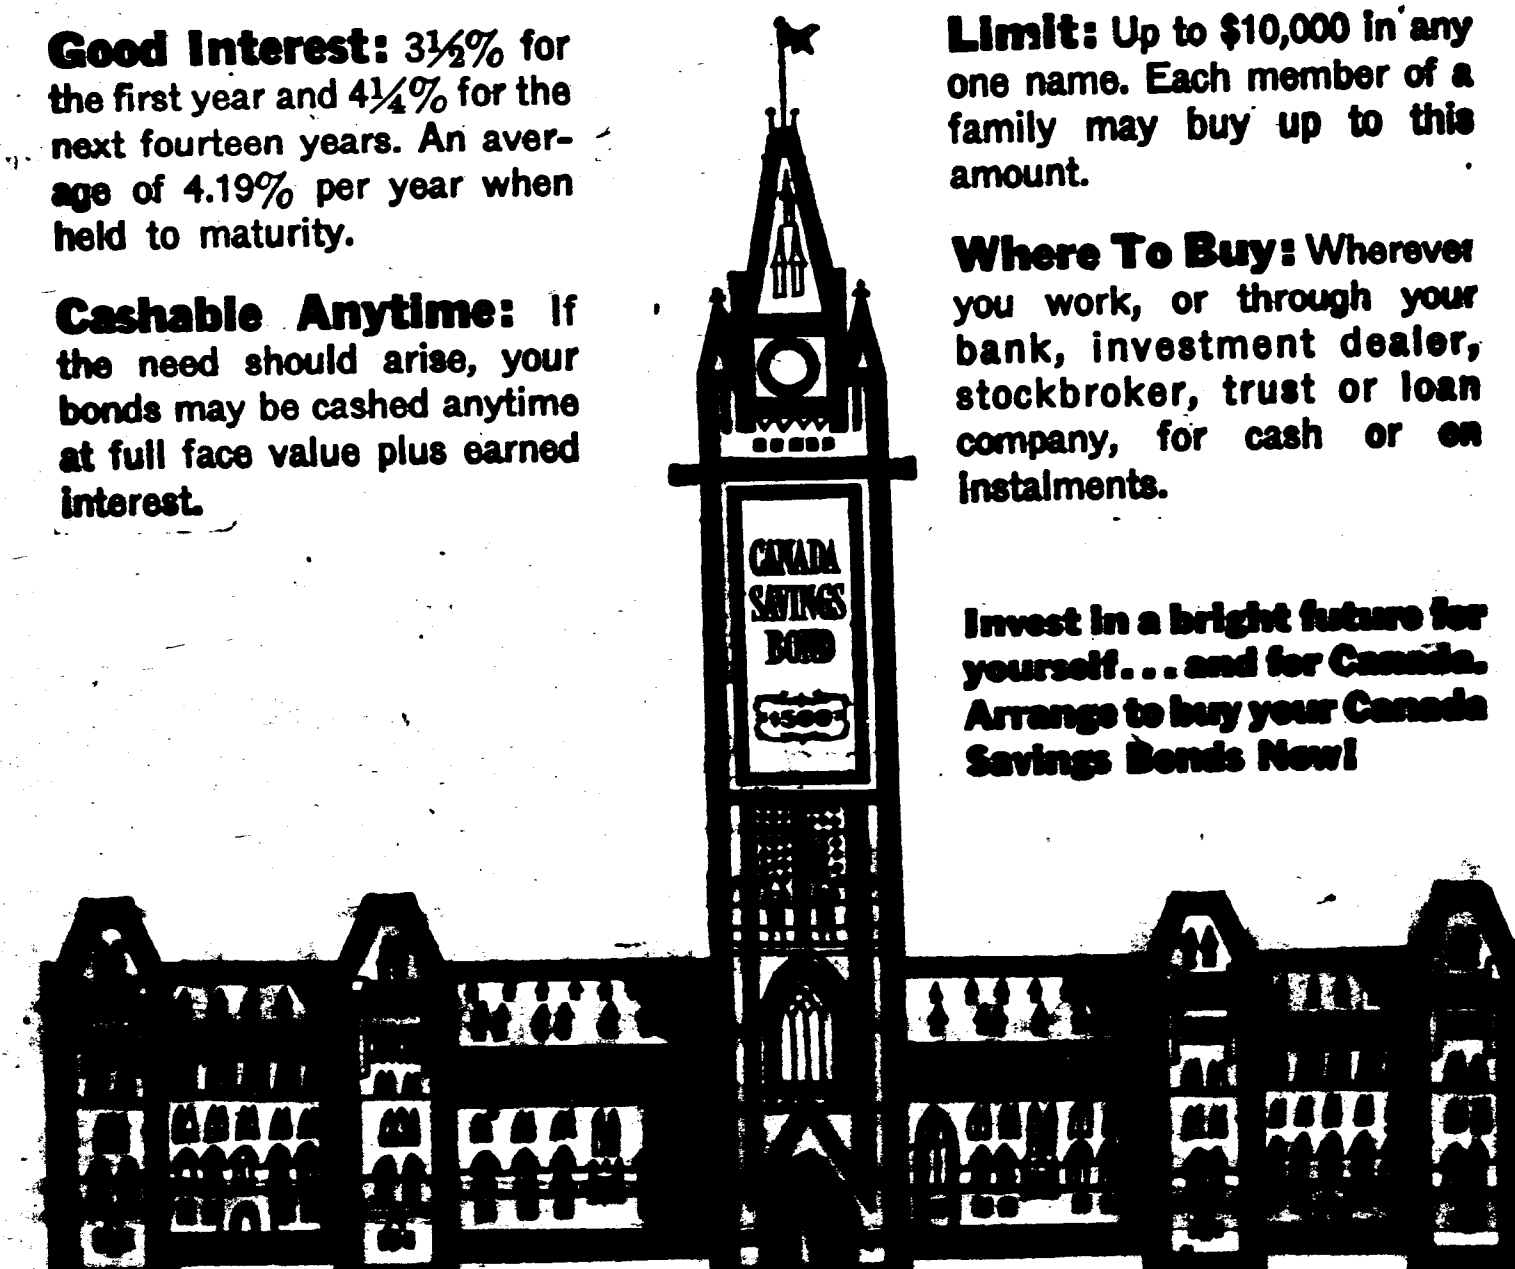 Good Interest: 3½% for
the first year and 4¼% for the
next fourteen years. An aver-
age of 4.19% per year when
held to maturity.
Cashable Anytime: If
the need should arise, your
bonds may be cashed anytime
at full face value plus earned
interest.
Limit: Up to $10,000 in any
one name. Each member of a
family may buy up to this
amount.
Where To Buy: Wherever
you work, or through your
bank, investment dealer,
stockbroker, trust or loan
company, for cash or on
instalments.
CANADA
SAVINGS
BOND
$500
Invest in a bright future for
yourself...and for Canada.
Arrange to buy your Canada
Savings Bonds Now!